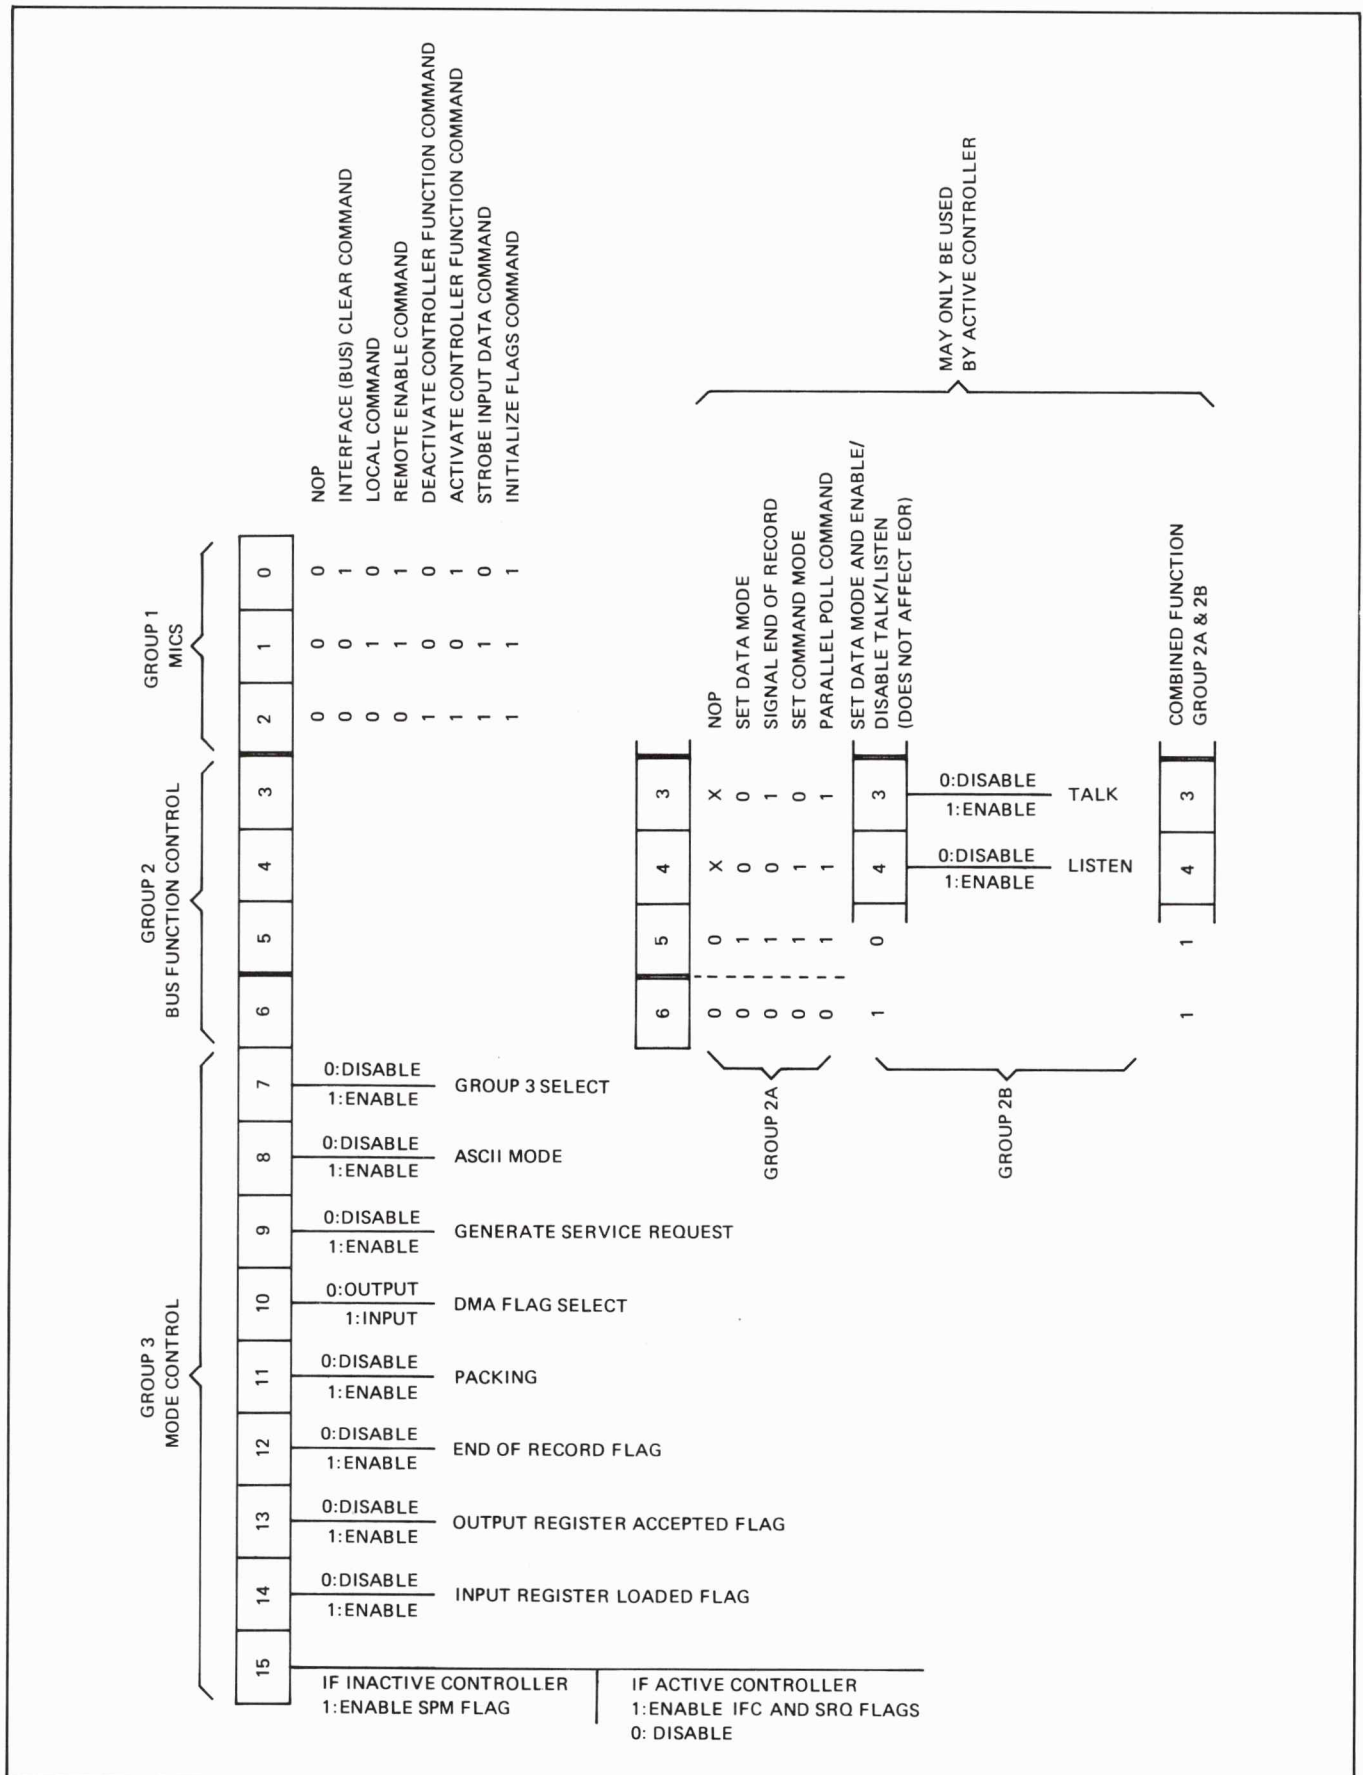 GROUP 3
MODE CONTROL
GROUP 2
BUS FUNCTION CONTROL
GROUP 1
MICS
15 14 13 12 11 10 9 8 7 6 5 4 3 2 1 0
0 0 0 NOP
0 0 1 INTERFACE (BUS) CLEAR COMMAND
0 1 0 LOCAL COMMAND
0 1 1 REMOTE ENABLE COMMAND
1 0 0 DEACTIVATE CONTROLLER FUNCTION COMMAND
1 0 1 ACTIVATE CONTROLLER FUNCTION COMMAND
1 1 0 STROBE INPUT DATA COMMAND
1 1 1 INITIALIZE FLAGS COMMAND
0:DISABLE
1:ENABLE
GROUP 3 SELECT
0:DISABLE
1:ENABLE
ASCII MODE
0:DISABLE
1:ENABLE
GENERATE SERVICE REQUEST
0:OUTPUT
1:INPUT
DMA FLAG SELECT
0:DISABLE
1:ENABLE
PACKING
0:DISABLE
1:ENABLE
END OF RECORD FLAG
0:DISABLE
1:ENABLE
OUTPUT REGISTER ACCEPTED FLAG
0:DISABLE
1:ENABLE
INPUT REGISTER LOADED FLAG
IF INACTIVE CONTROLLER
1:ENABLE SPM FLAG
IF ACTIVE CONTROLLER
1:ENABLE IFC AND SRQ FLAGS
0: DISABLE
6 5 4 3
GROUP 2A
0 0 X X NOP
0 1 0 0 SET DATA MODE
0 1 0 1 SIGNAL END OF RECORD
0 1 1 0 SET COMMAND MODE
0 1 1 1 PARALLEL POLL COMMAND
GROUP 2B
1 0 4 3 SET DATA MODE AND ENABLE/
DISABLE TALK/LISTEN
(DOES NOT AFFECT EOR)
0:DISABLE
1:ENABLE
TALK
0:DISABLE
1:ENABLE
LISTEN
1 1 4 3 COMBINED FUNCTION
GROUP 2A & 2B
MAY ONLY BE USED
BY ACTIVE CONTROLLER